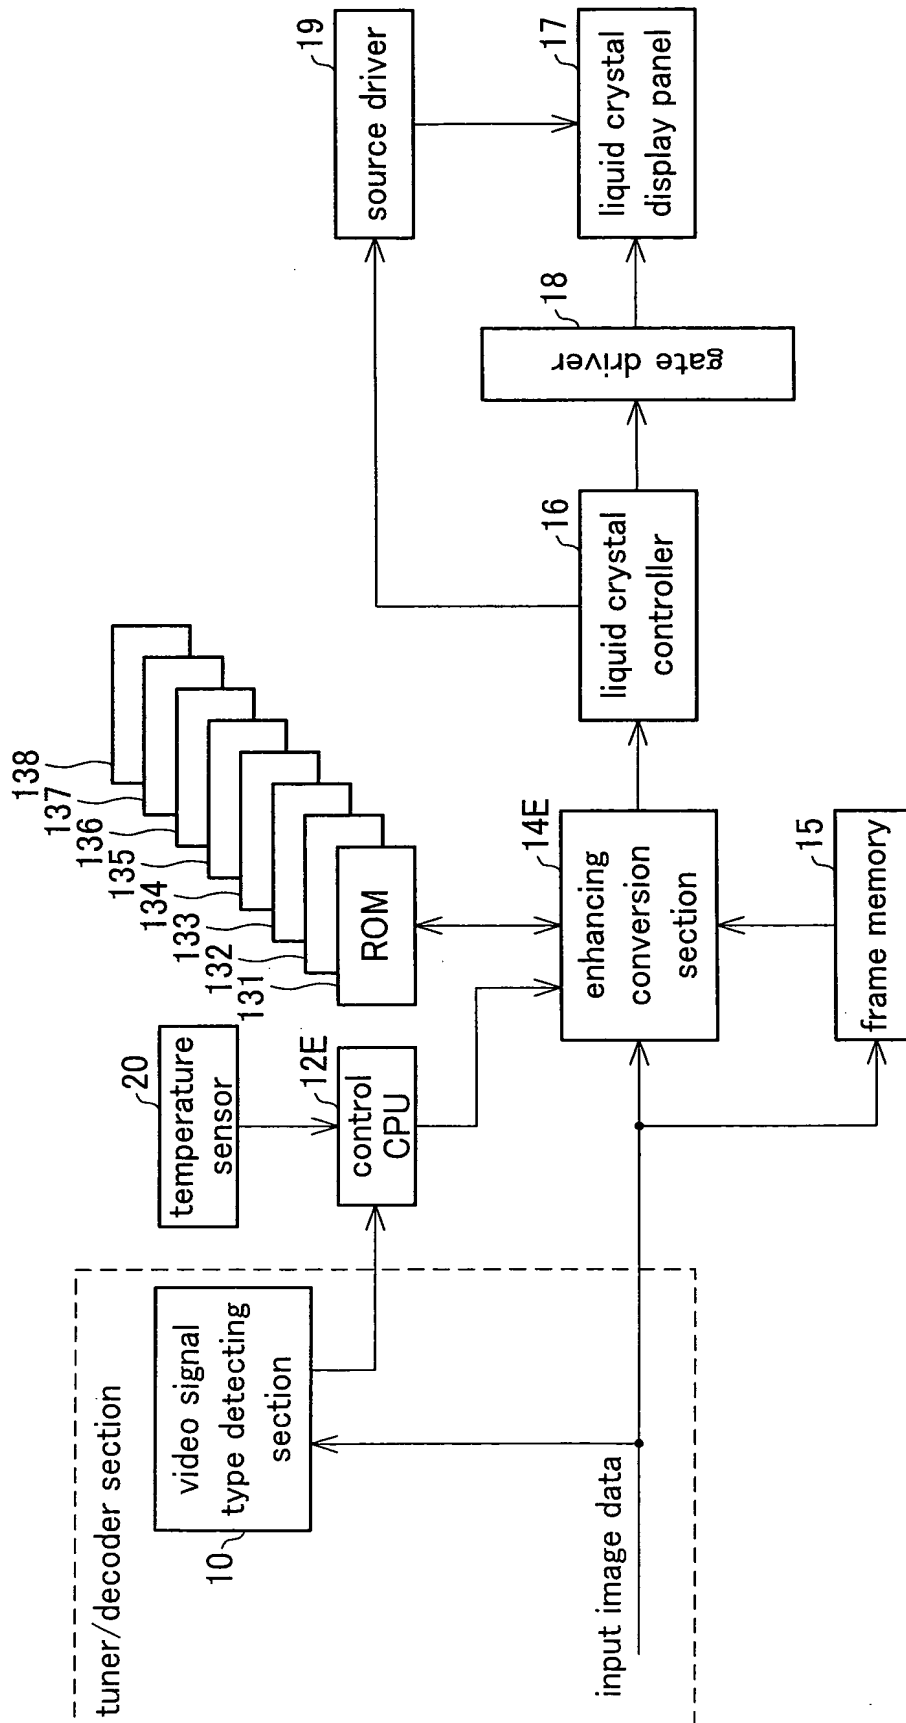 tuner/decoder section
10
video signal
type detecting
section
input image data
20
temperature
sensor
12E
control
CPU
131
132
133
134
135
136
137
138
ROM
14E
enhancing
conversion
section
15
frame memory
16
liquid crystal
controller
18
gate driver
19
source driver
17
liquid crystal
display panel